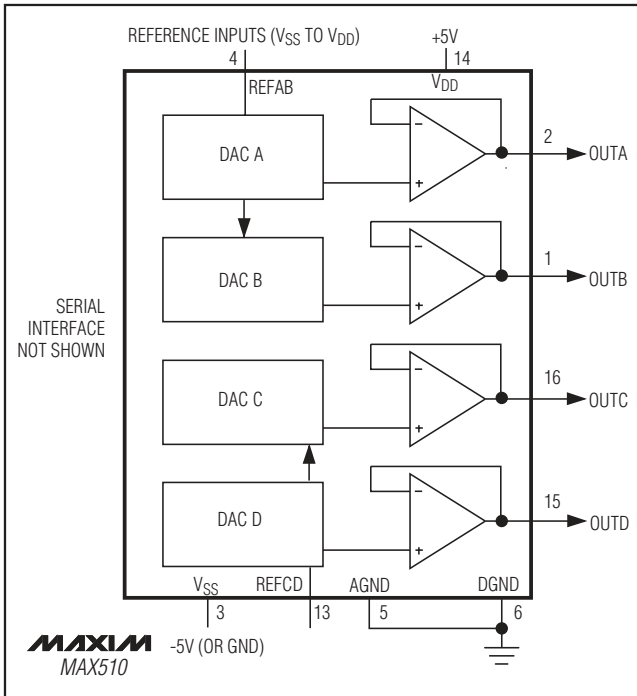 REFERENCE INPUTS (VSS TO VDD)
+5V
4
14
REFAB
VDD
DAC A
-
+
2
OUTA
DAC B
-
+
1
OUTB
SERIAL
INTERFACE
NOT SHOWN
DAC C
-
+
16
OUTC
DAC D
-
+
15
OUTD
VSS
REFCD
AGND
DGND
3
13
5
6
MAXIM
MAX510
-5V (OR GND)